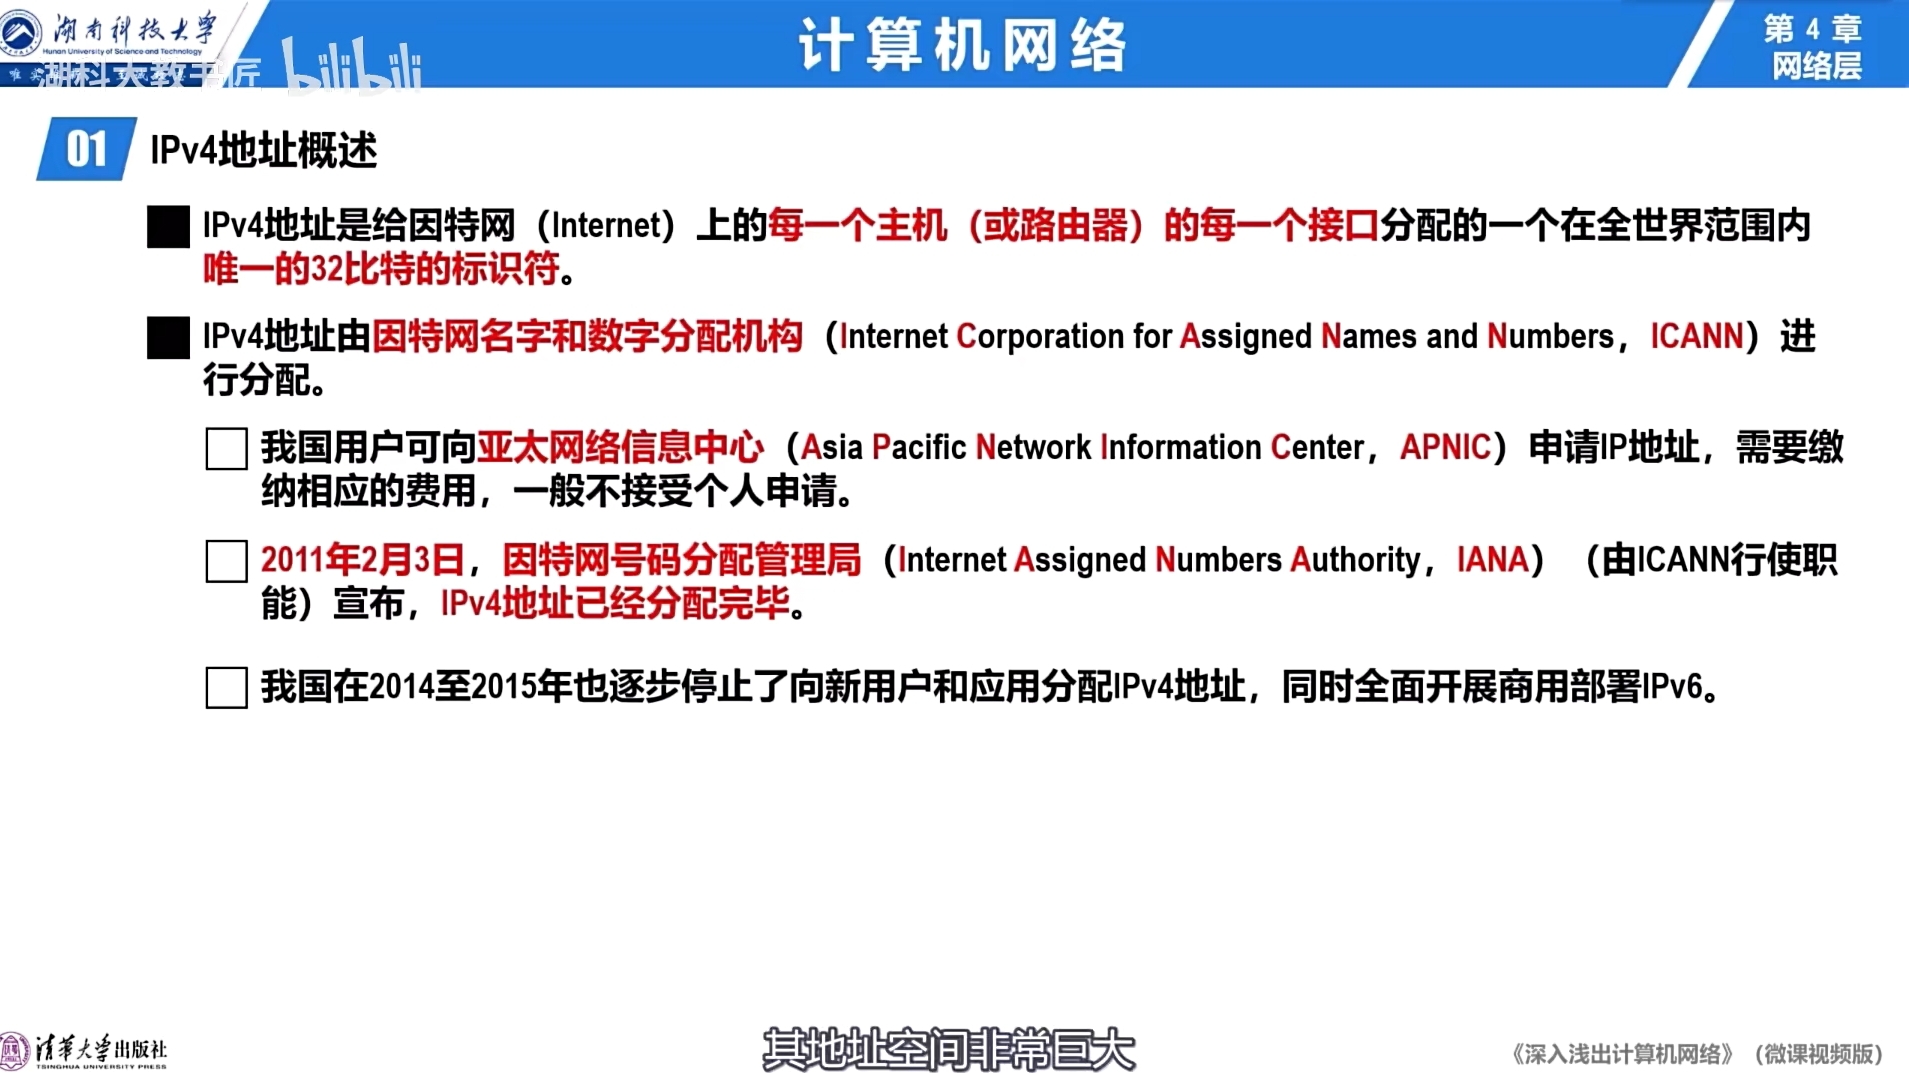 湖南科技大学
Hunan University of Science and Technology
湖科大教书匠 bilibili
计算机网络
第 4 章
网络层
01 IPv4地址概述
IPv4地址是给因特网（Internet）上的每一个主机（或路由器）的每一个接口分配的一个在全世界范围内
唯一的32比特的标识符。
IPv4地址由因特网名字和数字分配机构（Internet Corporation for Assigned Names and Numbers，ICANN）进
行分配。
我国用户可向亚太网络信息中心（Asia Pacific Network Information Center，APNIC）申请IP地址，需要缴
纳相应的费用，一般不接受个人申请。
2011年2月3日，因特网号码分配管理局（Internet Assigned Numbers Authority，IANA）（由ICANN行使职
能）宣布，IPv4地址已经分配完毕。
我国在2014至2015年也逐步停止了向新用户和应用分配IPv4地址，同时全面开展商用部署IPv6。
其地址空间非常巨大
清华大学出版社
TSINGHUA UNIVERSITY PRESS
《深入浅出计算机网络》（微课视频版）